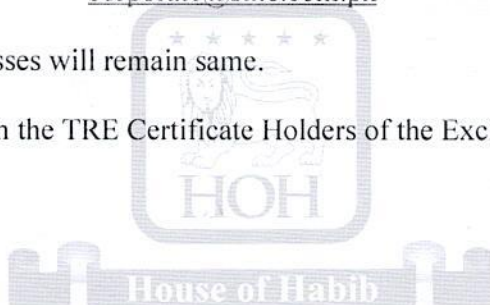 sses will remain same.
n the TRE Certificate Holders of the Exc
HOH
House of Habib